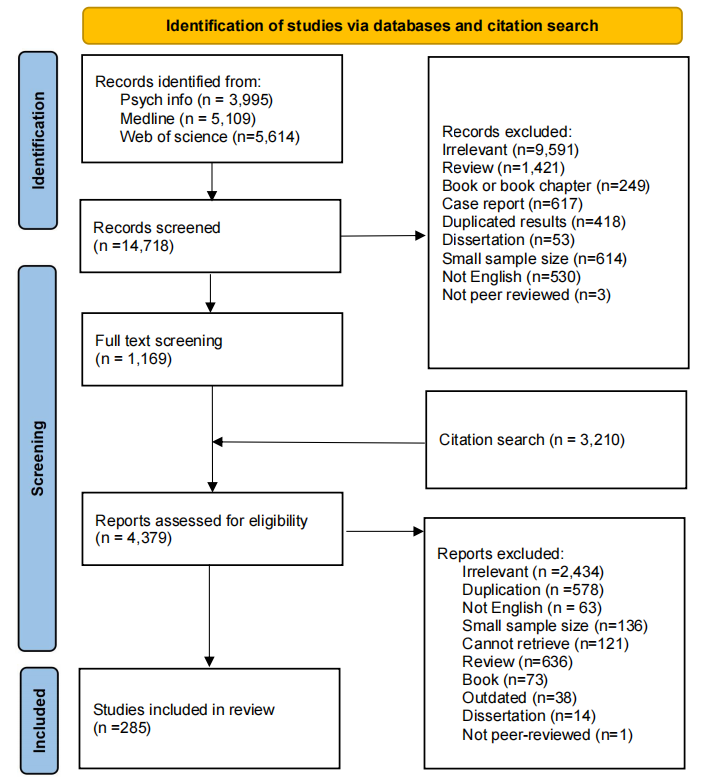 Identification of studies via databases and citation search
Identification
Records identified from:
Psych info (n = 3,995)
Medline (n = 5,109)
Web of science (n=5,614)
Records screened
(n =14,718)
Records excluded:
Irrelevant (n=9,591)
Review (n=1,421)
Book or book chapter (n=249)
Case report (n=617)
Duplicated results (n=418)
Dissertation (n=53)
Small sample size (n=614)
Not English (n=530)
Not peer reviewed (n=3)
Screening
Full text screening
(n = 1,169)
Citation search (n = 3,210)
Reports assessed for eligibility
(n = 4,379)
Reports excluded:
Irrelevant (n =2,434)
Duplication (n =578)
Not English (n = 63)
Small sample size (n=136)
Cannot retrieve (n=121)
Review (n=636)
Book (n=73)
Outdated (n=38)
Dissertation (n=14)
Not peer-reviewed (n=1)
Included
Studies included in review
(n =285)